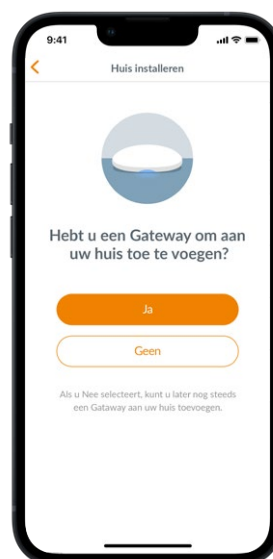 9:41
Huis installeren
Hebt u een Gateway om aan
uw huis toe te voegen?
Ja
Geen
Als u Nee selecteert, kunt u later nog steeds
een Gataway aan uw huis toevoegen.